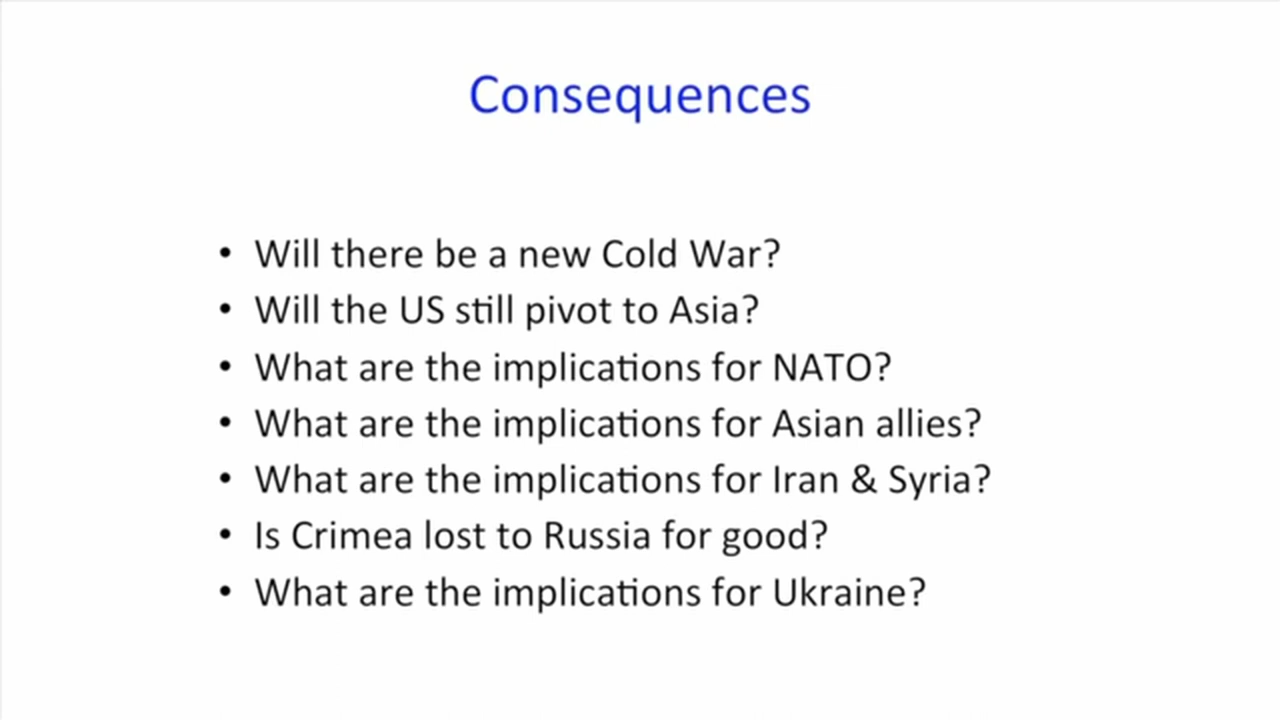 Consequences
• Will there be a new Cold War?
• Will the US still pivot to Asia?
• What are the implications for NATO?
• What are the implications for Asian allies?
• What are the implications for Iran & Syria?
• Is Crimea lost to Russia for good?
• What are the implications for Ukraine?